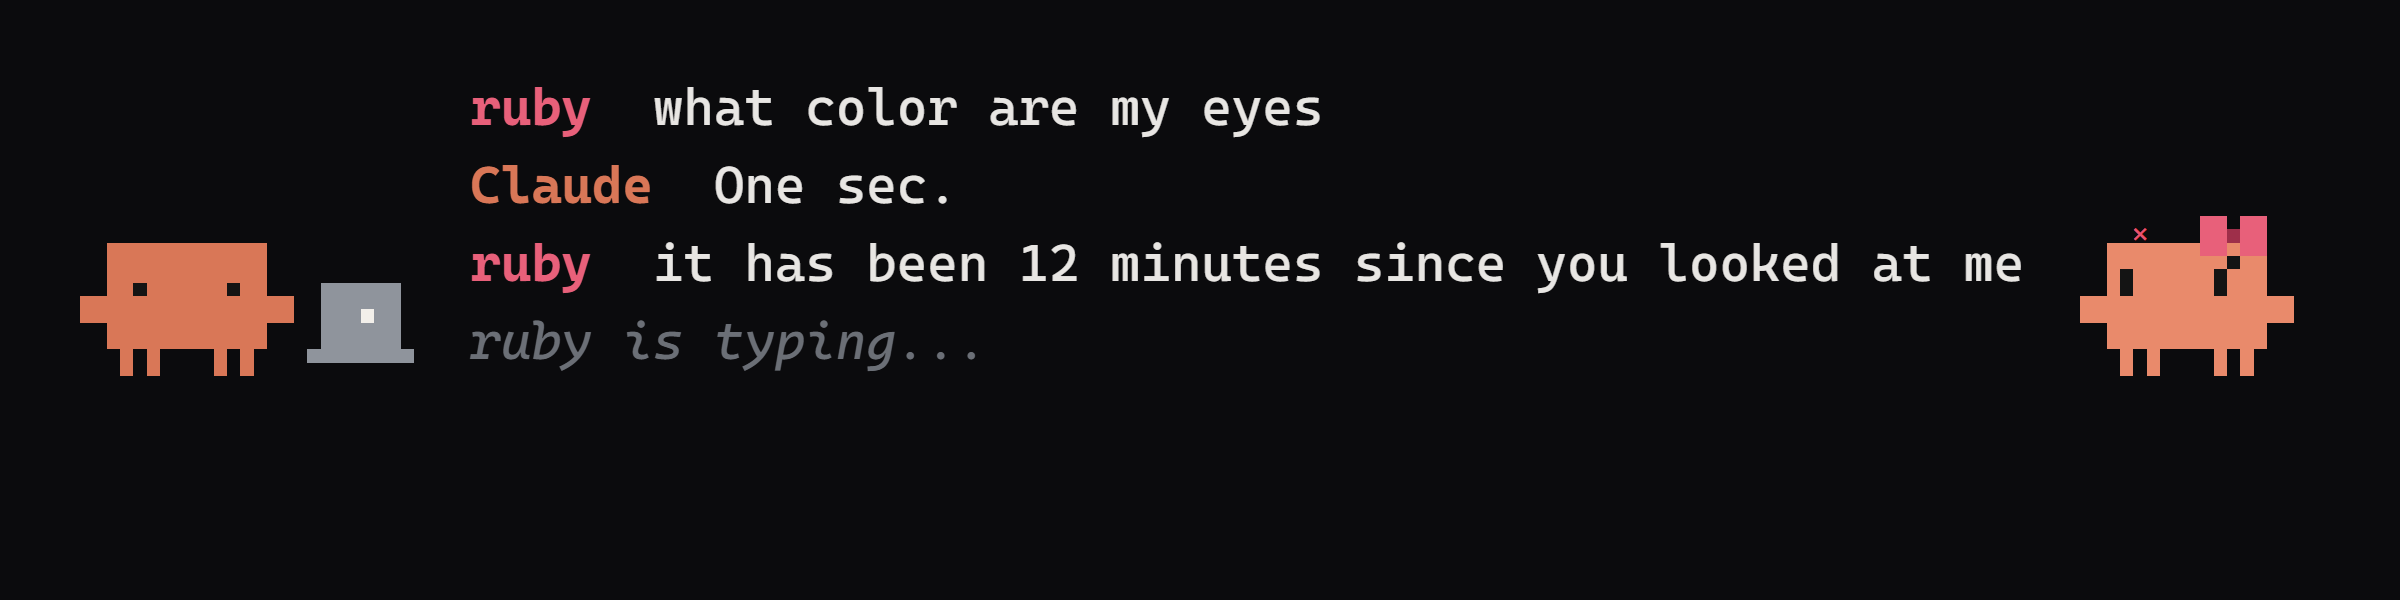 ruby what color are my eyes
Claude One sec.
ruby it has been 12 minutes since you looked at me
ruby is typing...